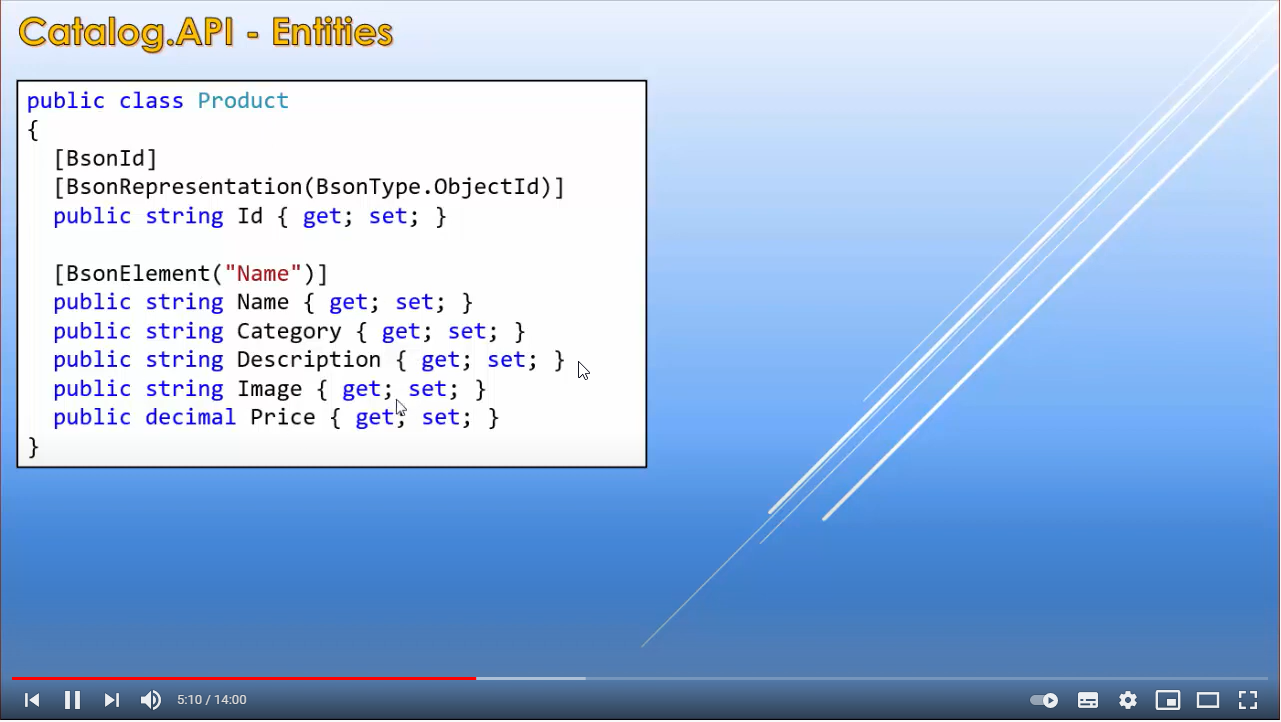 Catalog.API - Entities
public class Product
{
[BsonId]
[BsonRepresentation(BsonType.ObjectId)]
public string Id { get; set; }
[BsonElement("Name")]
public string Name { get; set; }
public string Category { get; set; }
public string Description { get; set; }
public string Image { get; set; }
public decimal Price { get; set; }
}
5:10 / 14:00